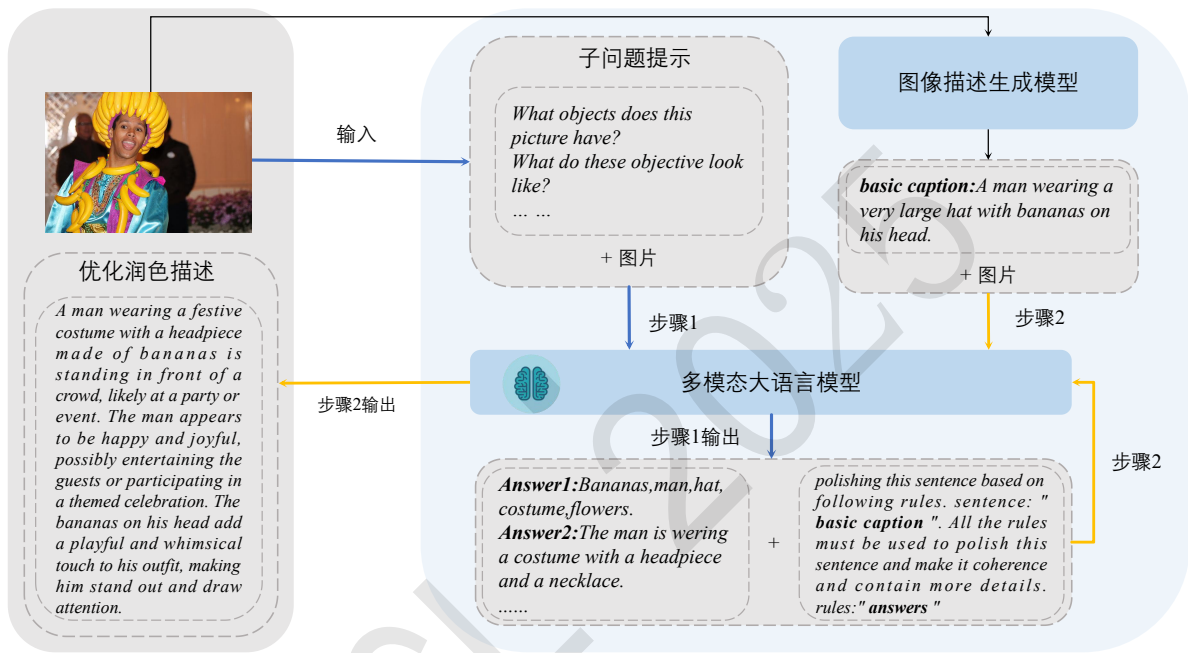 子问题提示
What objects does this
picture have?
What do these objective look
like?
... ...
+ 图片
图像描述生成模型
basic caption:A man wearing a
very large hat with bananas on
his head.
+ 图片
输入
步骤1
步骤2
多模态大语言模型
步骤2输出
步骤1输出
步骤2
Answer1:Bananas,man,hat,
costume,flowers.
Answer2:The man is wering
a costume with a headpiece
and a necklace.
......
+
polishing this sentence based on
following rules. sentence: "
basic caption ". All the rules
must be used to polish this
sentence and make it coherence
and contain more details.
rules:" answers "
优化润色描述
A man wearing a festive
costume with a headpiece
made of bananas is
standing in front of a
crowd, likely at a party or
event. The man appears
to be happy and joyful,
possibly entertaining the
guests or participating in
a themed celebration. The
bananas on his head add
a playful and whimsical
touch to his outfit, making
him stand out and draw
attention.
2025